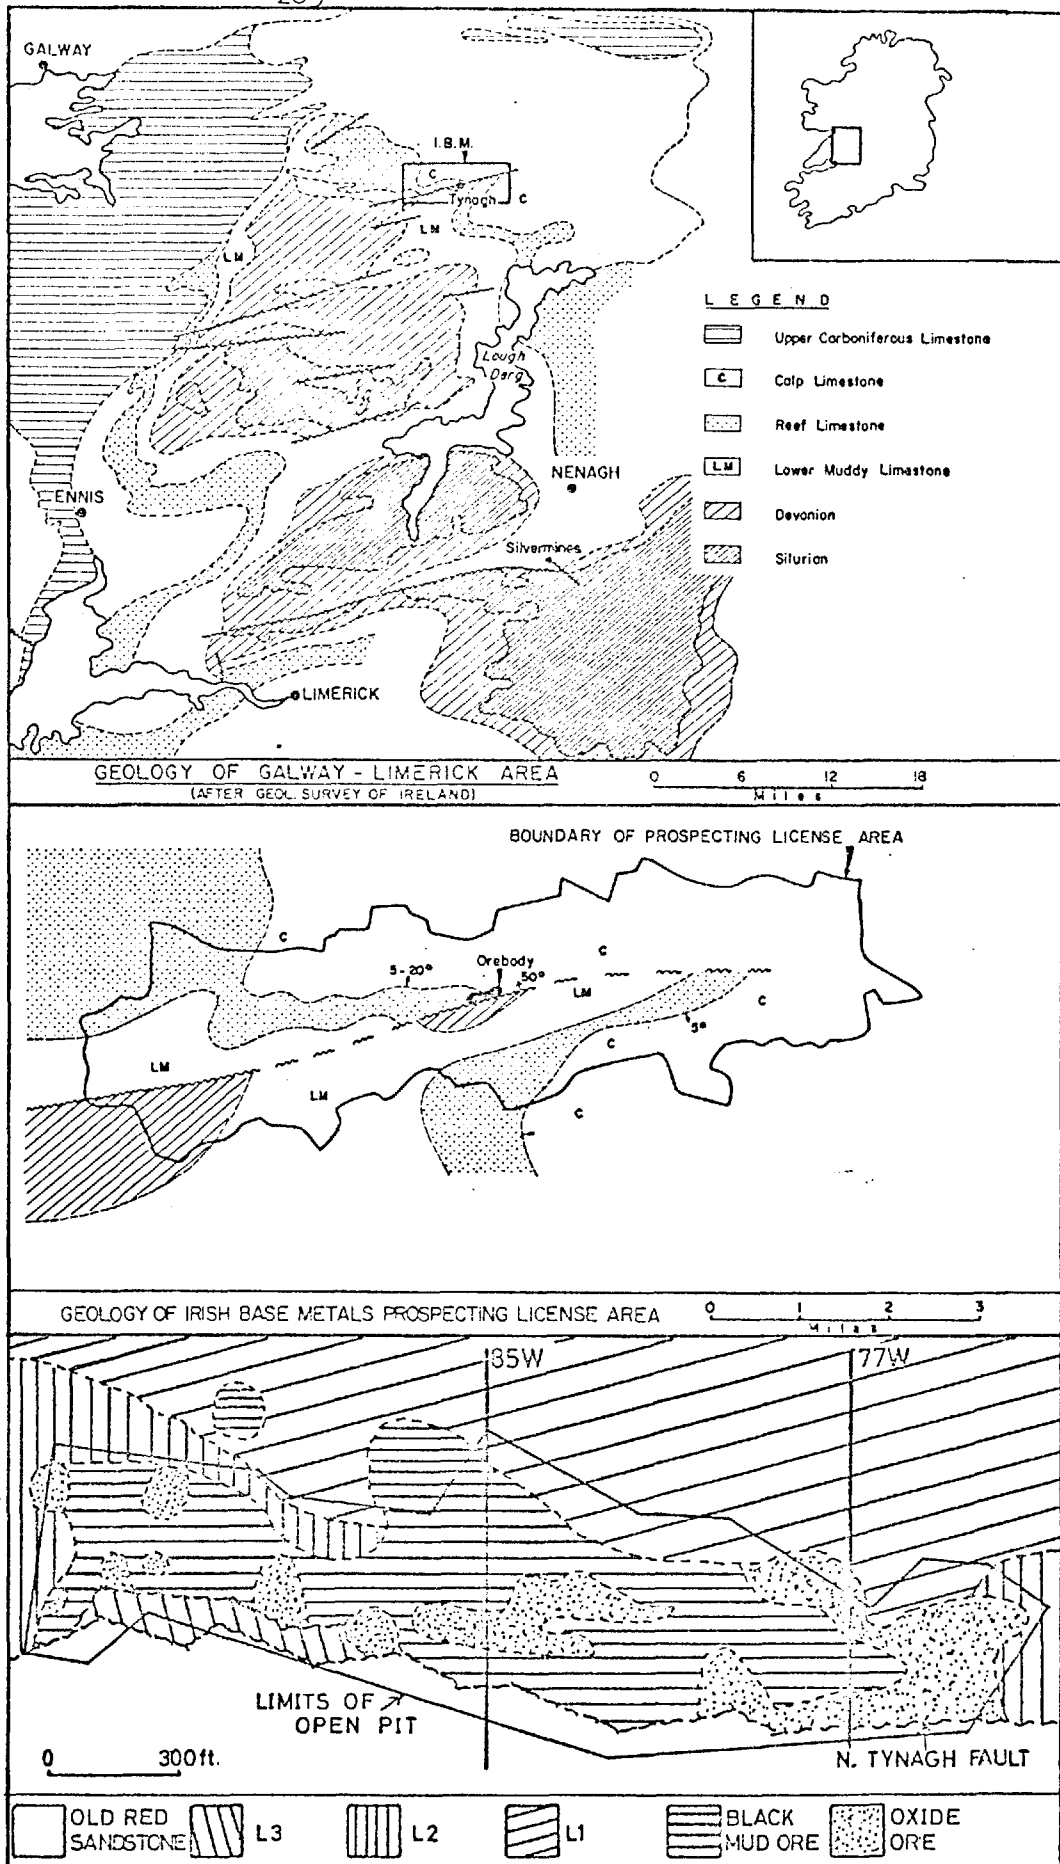 GALWAY
I.B.M.
C
Tynagh
C
LM
LM
Lough
Derg
ENNIS
NENAGH
Silvermines
LIMERICK
LEGEND
Upper Carboniferous Limestone
C Calp Limestone
Reef Limestone
LM Lower Muddy Limestone
Devonian
Silurian
GEOLOGY OF GALWAY - LIMERICK AREA
(AFTER GEOL. SURVEY OF IRELAND)
0 6 12 18
Miles
BOUNDARY OF PROSPECTING LICENSE AREA
C
C
5-20°
Orebody
50°
LM
C
5°
C
LM
LM
C
GEOLOGY OF IRISH BASE METALS PROSPECTING LICENSE AREA
0 1 2 3
Miles
35W
77W
LIMITS OF
OPEN PIT
0 300ft.
N. TYNAGH FAULT
OLD RED
SANDSTONE
L3
L2
L1
BLACK
MUD ORE
OXIDE
ORE